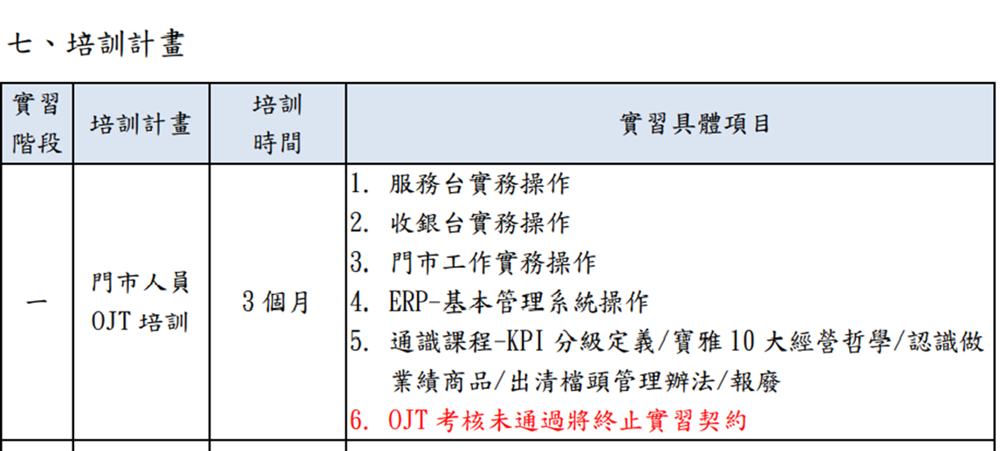 七、培訓計畫
實習
階段
培訓計畫
培訓
時間
實習具體項目
一
門市人員
OJT 培訓
3 個月
1. 服務台實務操作
2. 收銀台實務操作
3. 門市工作實務操作
4. ERP-基本管理系統操作
5. 通識課程-KPI 分級定義/寶雅 10 大經營哲學/認識做
業績商品/出清檔頭管理辦法/報廢
6. OJT 考核未通過將終止實習契約